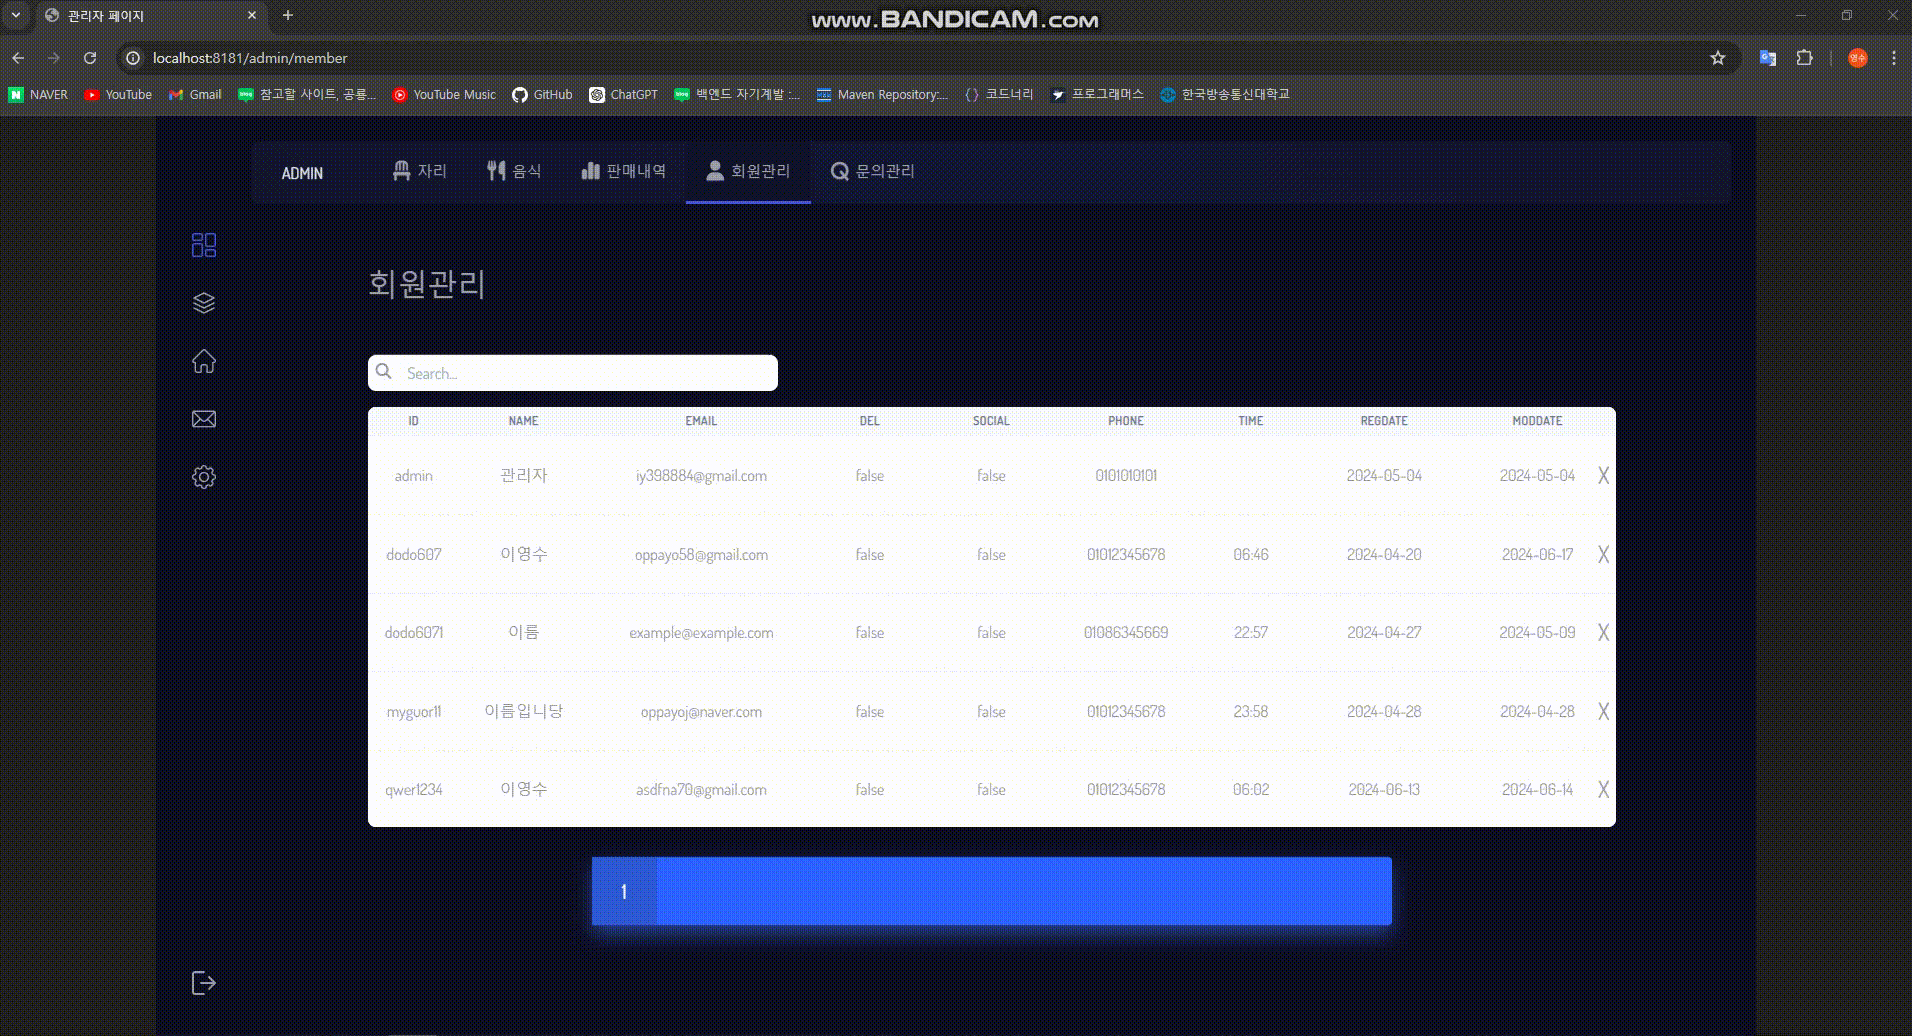 관리자 페이지
www.BANDICAM.com
localhost:8181/admin/member
영수
NAVER YouTube Gmail 참고할 사이트, 공룡... YouTube Music GitHub ChatGPT 백엔드 자기계발 :... Maven Repository:... 코드너리 프로그래머스 한국방송통신대학교
ADMIN 자리 음식 판매내역 회원관리 문의관리
회원관리
Search...
ID NAME EMAIL DEL SOCIAL PHONE TIME REGDATE MODDATE
admin 관리자 iy398884@gmail.com false false 0101010101 2024-05-04 2024-05-04 X
dodo607 이영수 oppayo58@gmail.com false false 01012345678 06:46 2024-04-20 2024-06-17 X
dodo6071 이름 example@example.com false false 01086345669 22:57 2024-04-27 2024-05-09 X
myguor11 이름입니당 oppayoj@naver.com false false 01012345678 23:58 2024-04-28 2024-04-28 X
qwer1234 이영수 asdfna70@gmail.com false false 01012345678 06:02 2024-06-13 2024-06-14 X
1